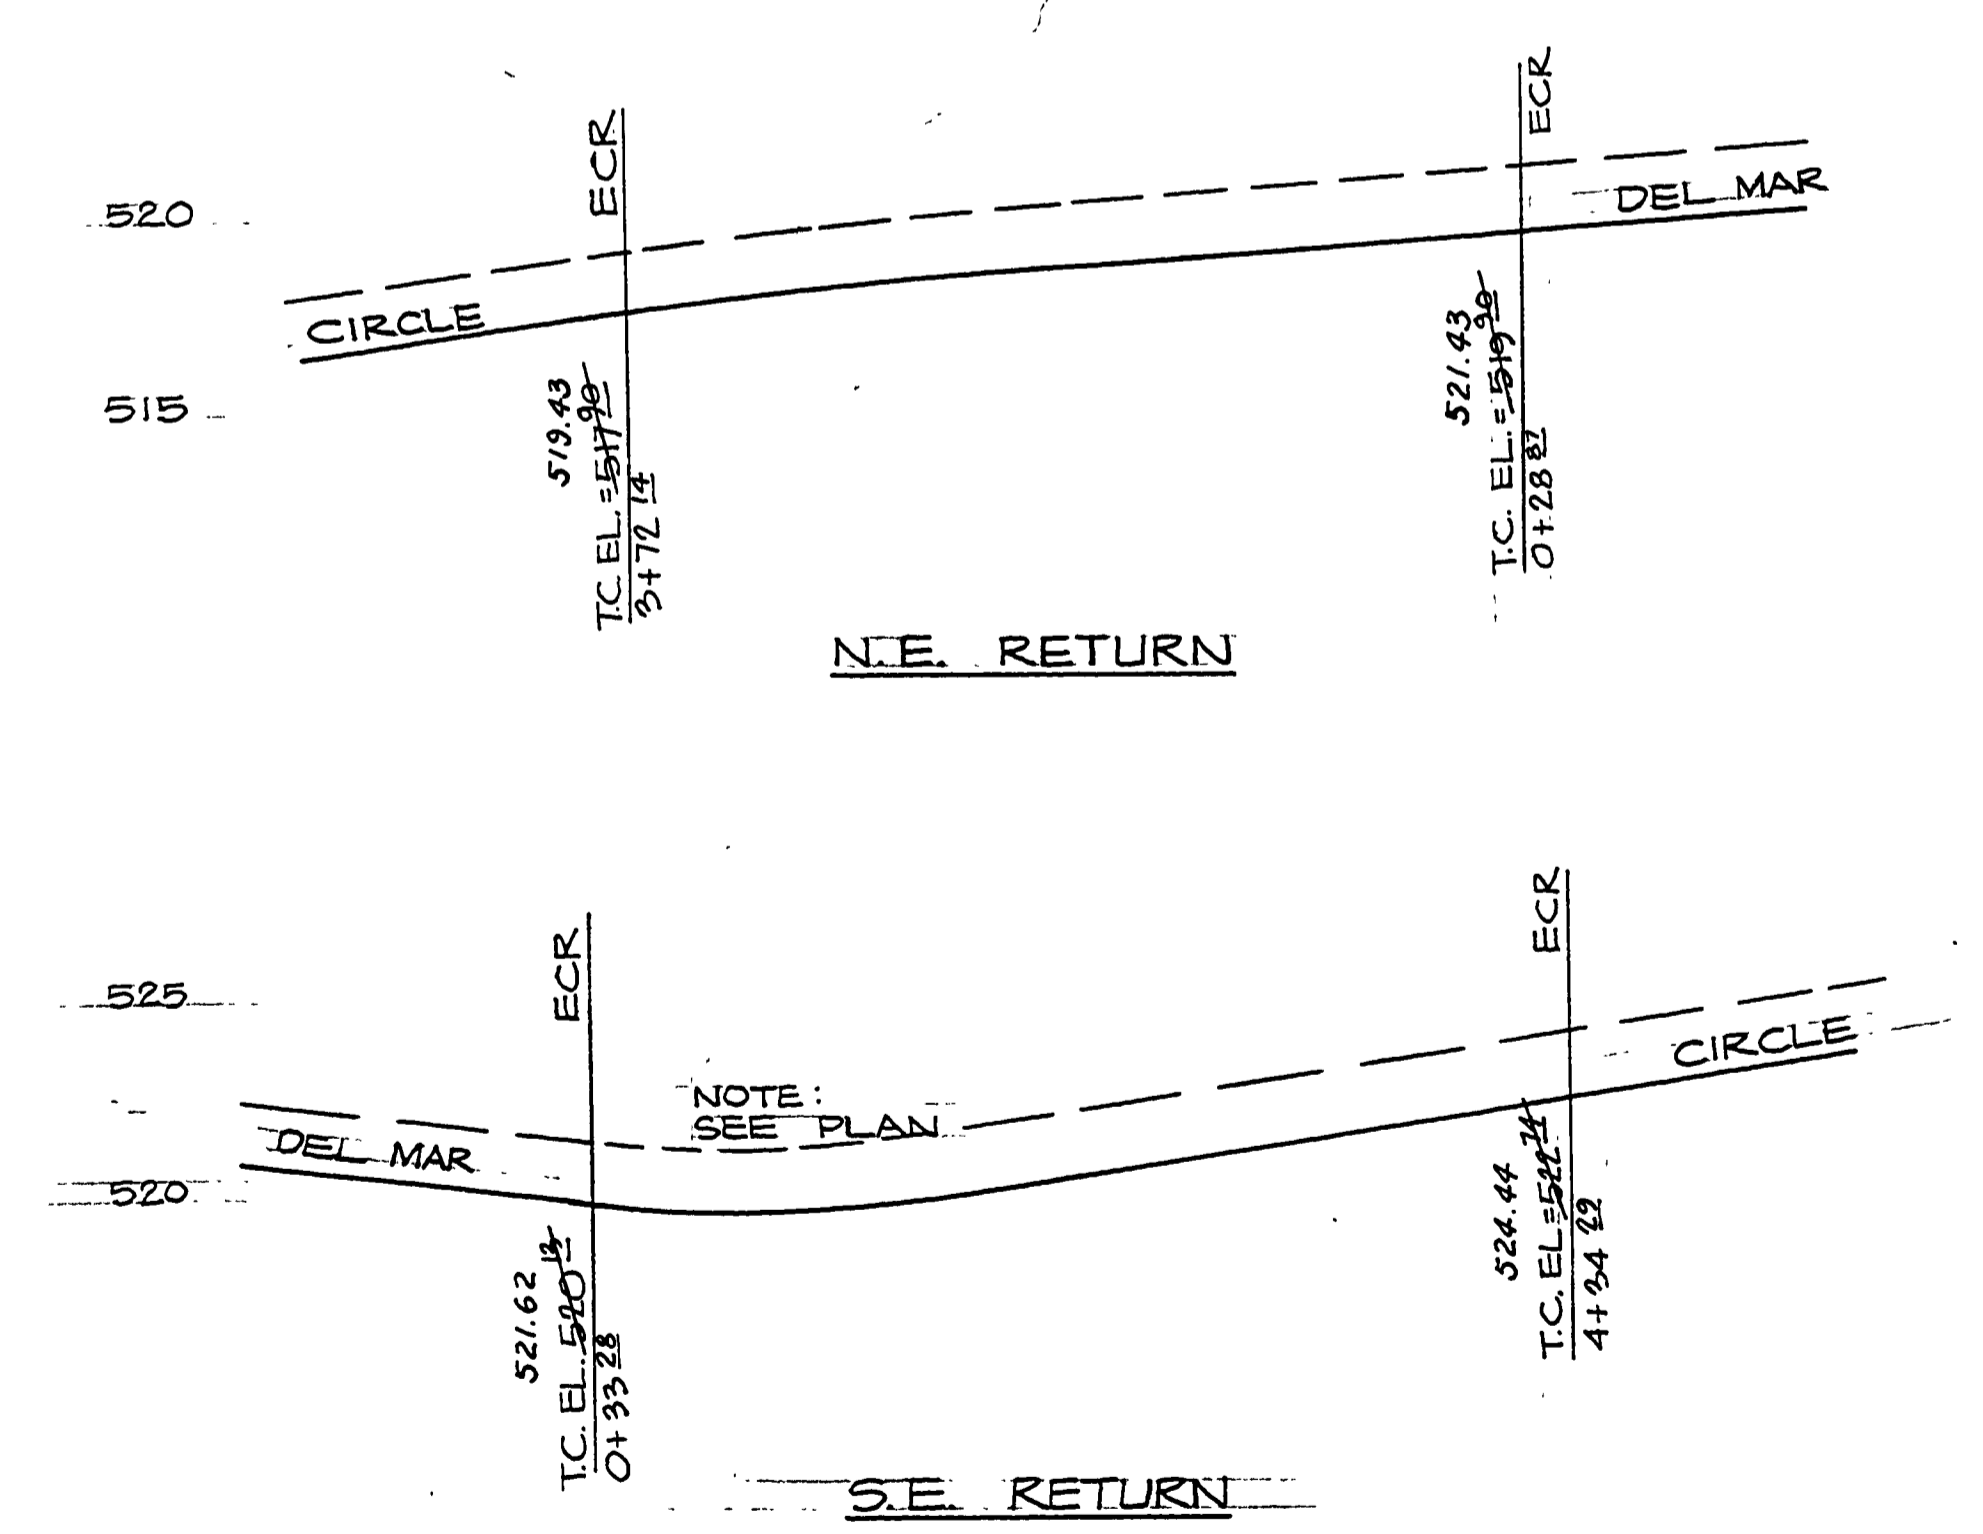 520
515
ECR
ECR
CIRCLE
DEL MAR
519.43
T.C. EL. = 517 90
3+72 14
521.43
T.C. EL. = 519 90
0+28 87
N.E. RETURN
525
520
ECR
ECR
NOTE:
SEE PLAN
DEL MAR
CIRCLE
521.62
T.C. EL. 520 13
0+33 28
524.44
T.C. EL = 522 74
4+34 29
S.E. RETURN